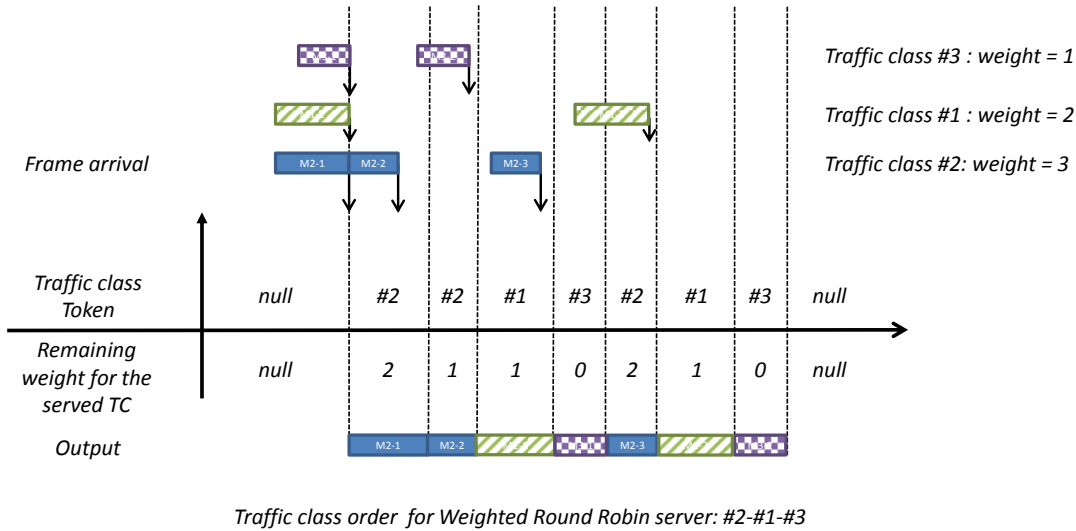 Traffic class #3 : weight = 1
Traffic class #1 : weight = 2
Frame arrival
M2-1 M2-2 M2-3
Traffic class #2: weight = 3
Traffic class
Token
null #2 #2 #1 #3 #2 #1 #3 null
Remaining
weight for the
served TC
null 2 1 1 0 2 1 0 null
Output
M2-1 M2-2 M2-3
Traffic class order for Weighted Round Robin server: #2-#1-#3